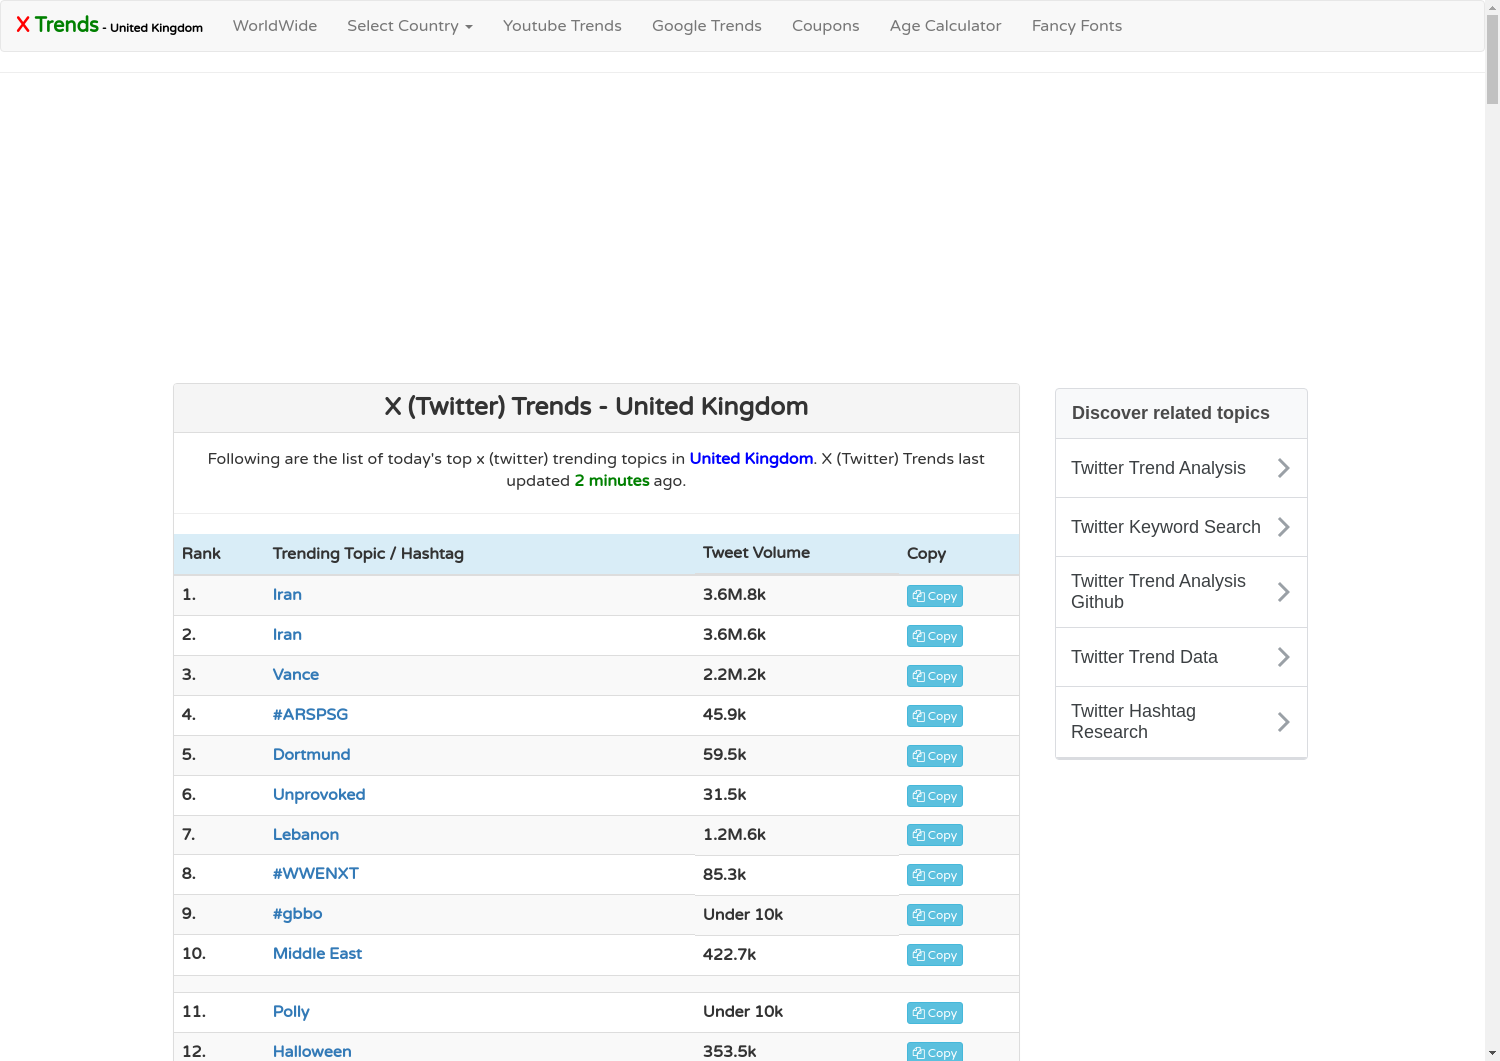 X Trends - United Kingdom WorldWide Select Country Youtube Trends Google Trends Coupons Age Calculator Fancy Fonts
X (Twitter) Trends - United Kingdom
Following are the list of today's top x (twitter) trending topics in United Kingdom. X (Twitter) Trends last
updated 2 minutes ago.
Rank Trending Topic / Hashtag Tweet Volume Copy
1. Iran 3.6M.8k Copy
2. Iran 3.6M.6k Copy
3. Vance 2.2M.2k Copy
4. #ARSPSG 45.9k Copy
5. Dortmund 59.5k Copy
6. Unprovoked 31.5k Copy
7. Lebanon 1.2M.6k Copy
8. #WWENXT 85.3k Copy
9. #gbbo Under 10k Copy
10. Middle East 422.7k Copy
11. Polly Under 10k Copy
12. Halloween 353.5k Copy
Discover related topics
Twitter Trend Analysis
Twitter Keyword Search
Twitter Trend Analysis
Github
Twitter Trend Data
Twitter Hashtag
Research